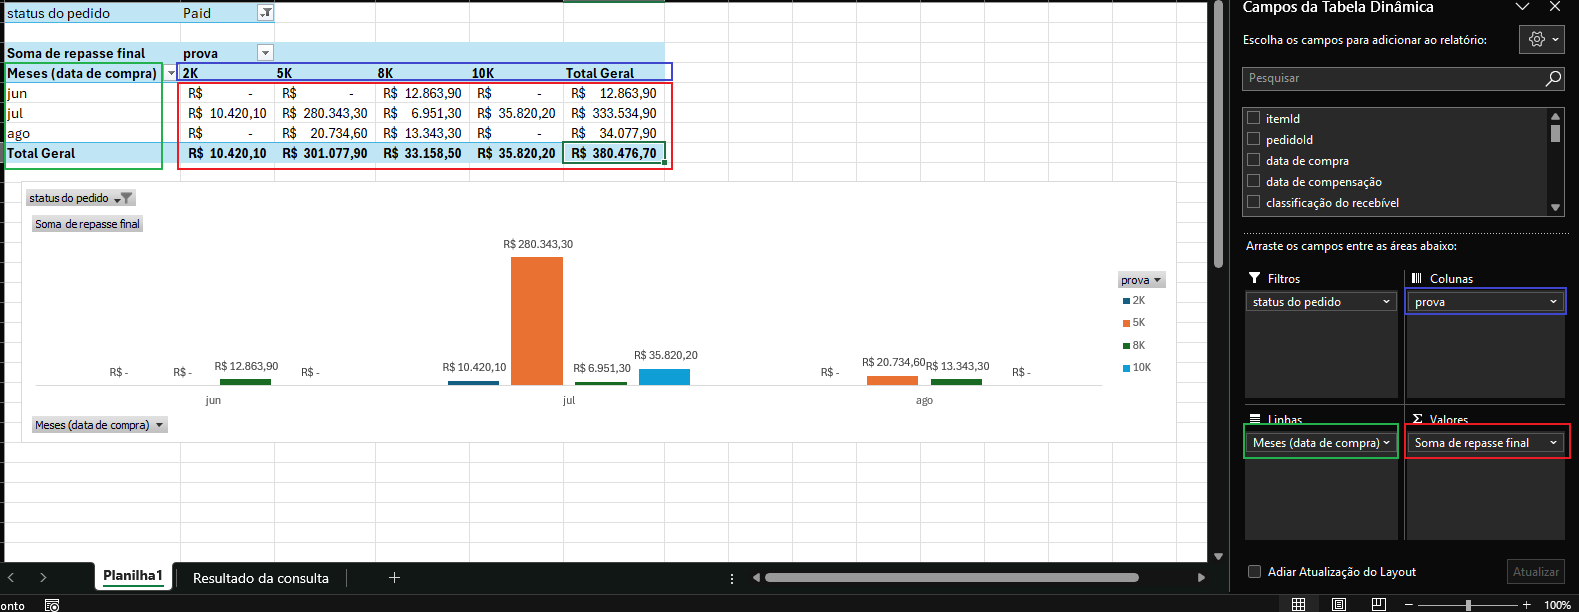 status do pedido Paid
Soma de repasse final prova
Meses (data de compra) 2K 5K 8K 10K Total Geral
jun R$ - R$ - R$ 12.863,90 R$ - R$ 12.863,90
jul R$ 10.420,10 R$ 280.343,30 R$ 6.951,30 R$ 35.820,20 R$ 333.534,90
ago R$ - R$ 20.734,60 R$ 13.343,30 R$ - R$ 34.077,90
Total Geral R$ 10.420,10 R$ 301.077,90 R$ 33.158,50 R$ 35.820,20 R$ 380.476,70
status do pedido
Soma de repasse final
R$ 280.343,30
R$ - R$ - R$ 12.863,90 R$ -
R$ 10.420,10 R$ 6.951,30 R$ 35.820,20
R$ - R$ 20.734,60 R$ 13.343,30 R$ -
jun jul ago
prova
2K
5K
8K
10K
Meses (data de compra)
Planilha1 Resultado da consulta
onto
Campos da Tabela Dinâmica
Escolha os campos para adicionar ao relatório:
Pesquisar
itemId
pedidoId
data de compra
data de compensação
classificação do recebível
Arraste os campos entre as áreas abaixo:
Filtros
status do pedido
Colunas
prova
Linhas
Meses (data de compra)
Σ Valores
Soma de repasse final
Adiar Atualização do Layout Atualizar
100%